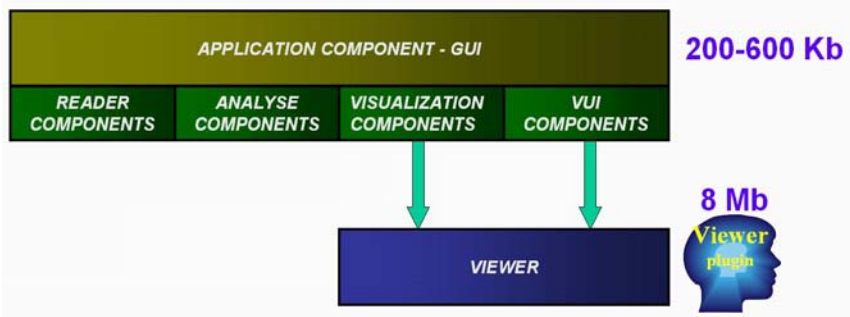 APPLICATION COMPONENT - GUI
200-600 Kb
READER
COMPONENTS
ANALYSE
COMPONENTS
VISUALIZATION
COMPONENTS
VUI
COMPONENTS
8 Mb
Viewer
plugin
VIEWER